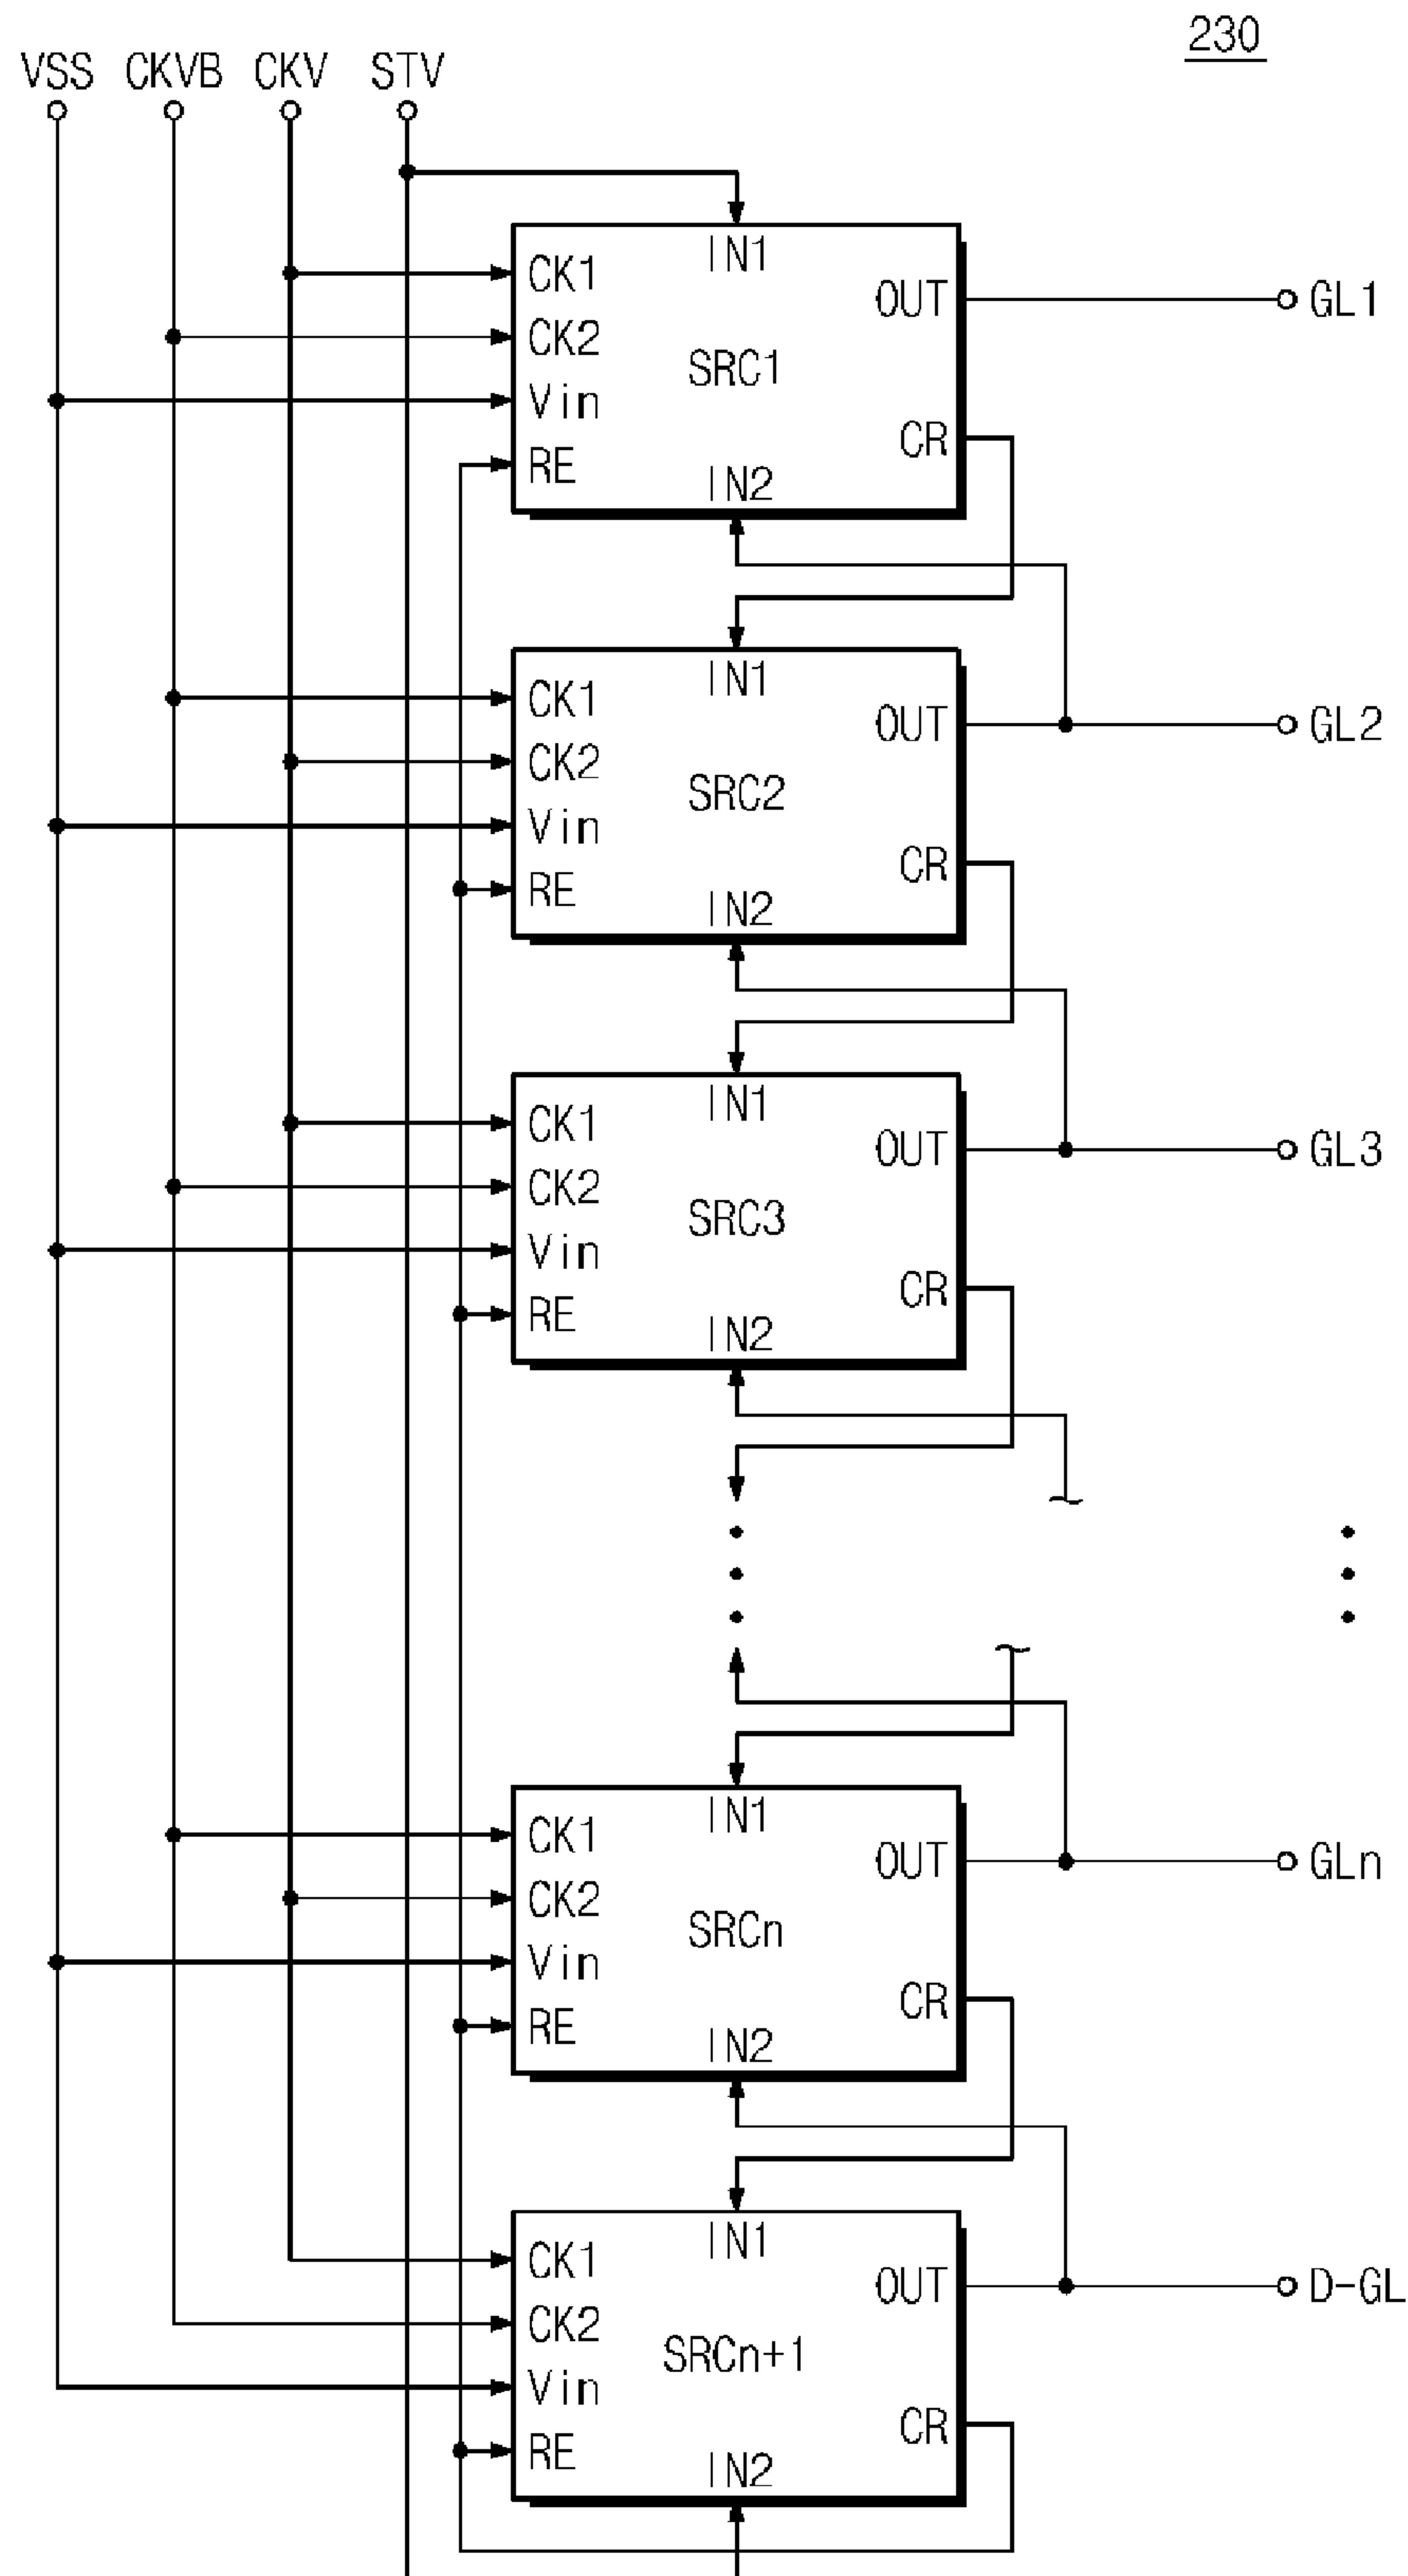 230
VSS CKVB CKV STV
IN1
CK1
OUT
GL1
CK2
SRC1
Vin
CR
RE
IN2
IN1
CK1
OUT
GL2
CK2
SRC2
Vin
CR
RE
IN2
IN1
CK1
OUT
GL3
CK2
SRC3
Vin
CR
RE
IN2
IN1
CK1
OUT
GLn
CK2
SRCn
Vin
CR
RE
IN2
IN1
CK1
OUT
D-GL
CK2
SRCn+1
Vin
CR
RE
IN2